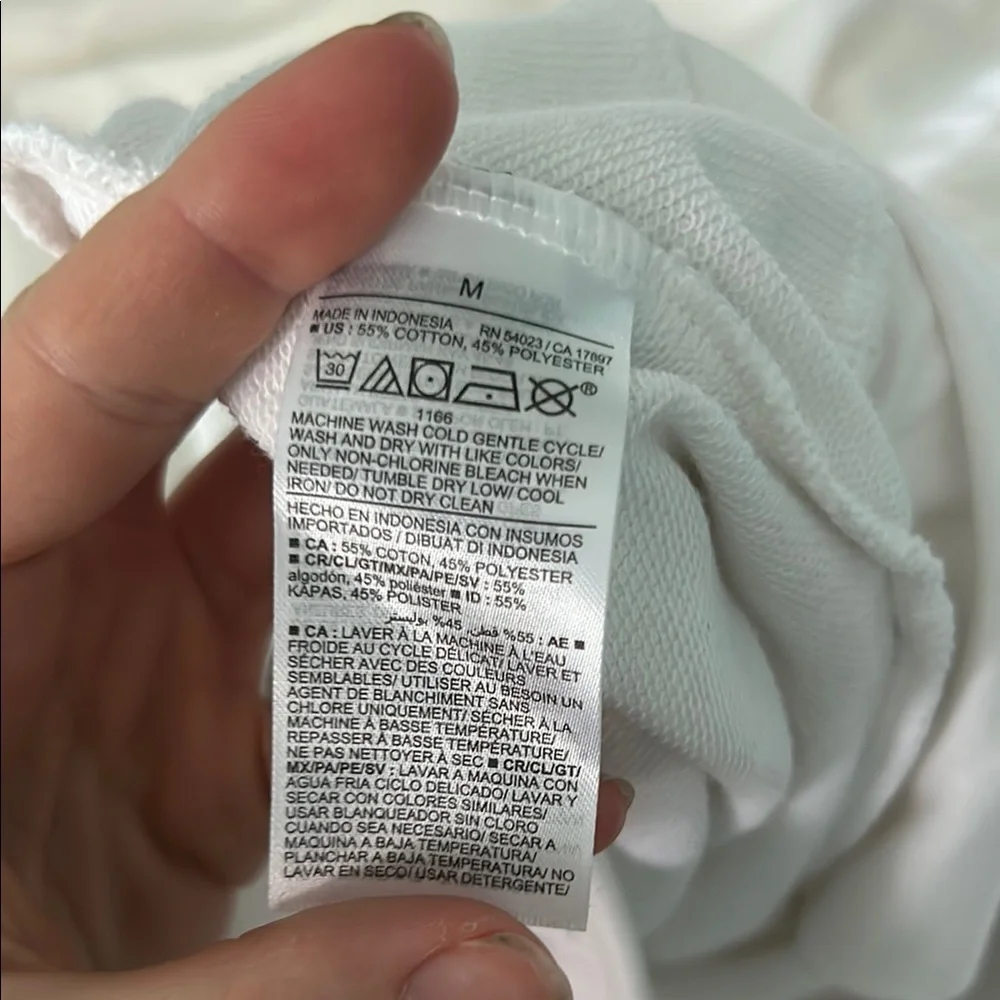 M
MADE IN INDONESIA RN 54023 / CA 17897
■ US : 55% COTTON, 45% POLYESTER
30
®
1166
MACHINE WASH COLD GENTLE CYCLE/
WASH AND DRY WITH LIKE COLORS/
ONLY NON-CHLORINE BLEACH WHEN
NEEDED/ TUMBLE DRY LOW/ COOL
IRON/ DO NOT DRY CLEAN
HECHO EN INDONESIA CON INSUMOS
IMPORTADOS / DIBUAT DI INDONESIA
■ CA : 55% COTON, 45% POLYESTER
■ CR/CL/GT/MX/PA/PE/SV : 55%
algodón, 45% poliéster ■ ID : 55%
KAPAS, 45% POLISTER
■ AE : 55% قطن, 45% بوليستر
■ CA : LAVER À LA MACHINE À L'EAU
FROIDE AU CYCLE DÉLICAT/ LAVER ET
SÉCHER AVEC DES COULEURS
SEMBLABLES/ UTILISER AU BESOIN UN
AGENT DE BLANCHIMENT SANS
CHLORE UNIQUEMENT/ SÉCHER À LA
MACHINE À BASSE TEMPÉRATURE/
REPASSER À BASSE TEMPÉRATURE/
NE PAS NETTOYER À SEC ■ CR/CL/GT/
MX/PA/PE/SV : LAVAR A MAQUINA CON
AGUA FRIA CICLO DELICADO/ LAVAR Y
SECAR CON COLORES SIMILARES/
USAR BLANQUEADOR SIN CLORO
CUANDO SEA NECESARIO/ SECAR A
MAQUINA A BAJA TEMPERATURA/
PLANCHAR A BAJA TEMPERATURA/ NO
LAVAR EN SECO/ USAR DETERGENTE/